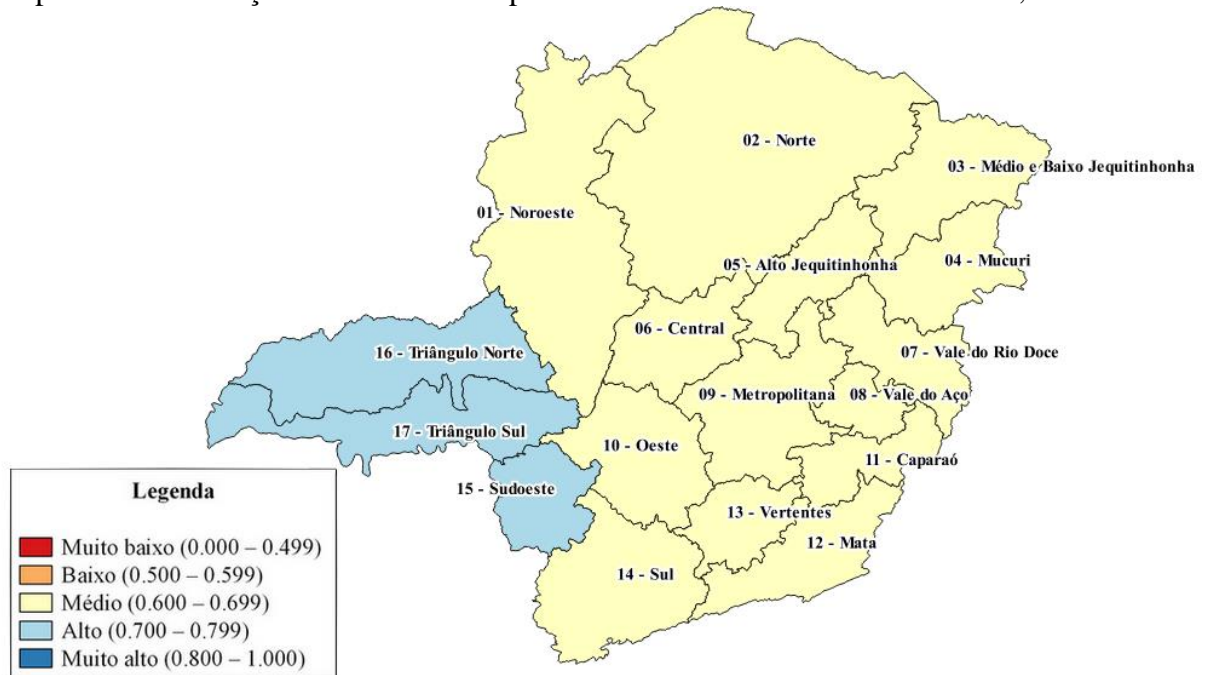 02 - Norte
03 - Médio e Baixo Jequitinhonha
01 - Noroeste
04 - Mucuri
05 - Alto Jequitinhonha
06 - Central
16 - Triângulo Norte
07 - Vale do Rio Doce
09 - Metropolitana
08 - Vale do Aço
17 - Triângulo Sul
10 - Oeste
11 - Caparaó
15 - Sudoeste
13 - Vertentes
12 - Mata
14 - Sul
Legenda
Muito baixo (0.000 – 0.499)
Baixo (0.500 – 0.599)
Médio (0.600 – 0.699)
Alto (0.700 – 0.799)
Muito alto (0.800 – 1.000)